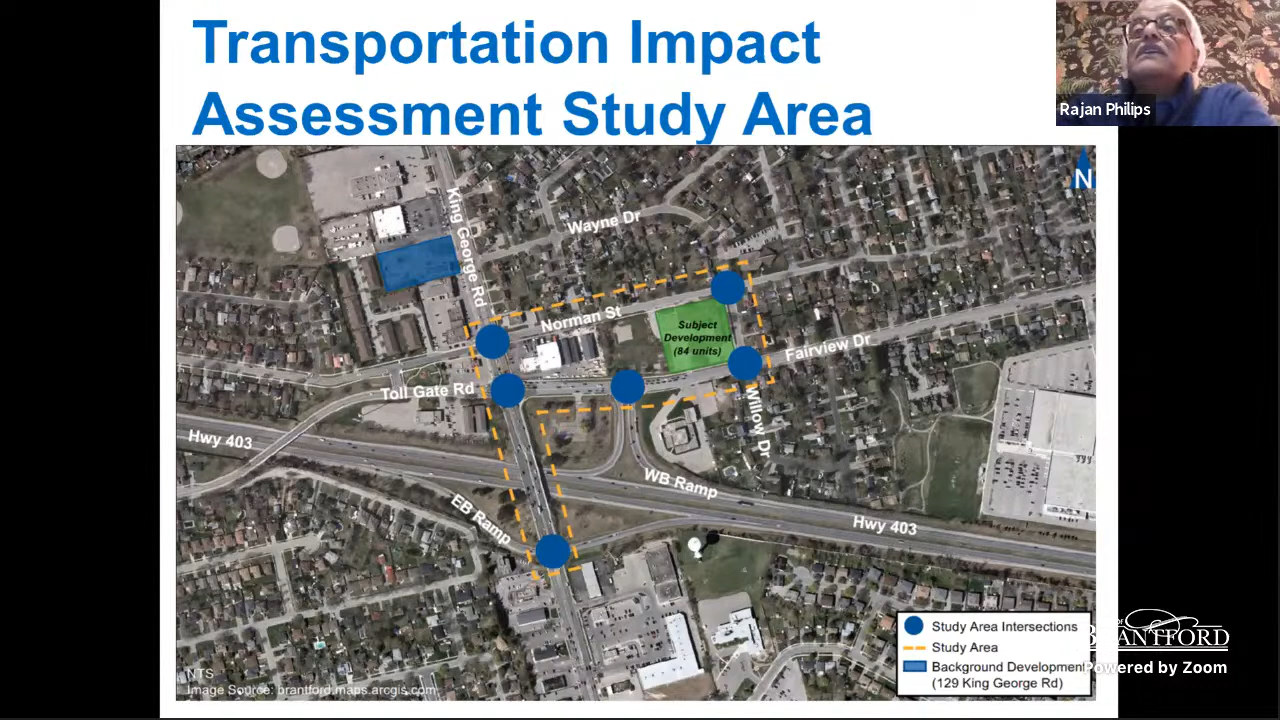 Transportation Impact
Assessment Study Area
Rajan Philips
N
King George Rd
Wayne Dr
Norman St
Subject
Development
(84 units)
Fairview Dr
Toll Gate Rd
Willow Dr
Hwy 403
WB Ramp
EB Ramp
Hwy 403
Study Area Intersections
Study Area
Background Development
(129 King George Rd)
NTS
Image Source: brantford.maps.arcgis.com
BRANTFORD
Powered by Zoom